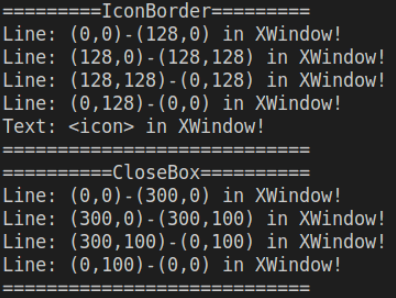 =========IconBorder=========
Line: (0,0)-(128,0) in XWindow!
Line: (128,0)-(128,128) in XWindow!
Line: (128,128)-(0,128) in XWindow!
Line: (0,128)-(0,0) in XWindow!
Text: <icon> in XWindow!
============================
==========CloseBox==========
Line: (0,0)-(300,0) in XWindow!
Line: (300,0)-(300,100) in XWindow!
Line: (300,100)-(0,100) in XWindow!
Line: (0,100)-(0,0) in XWindow!
============================